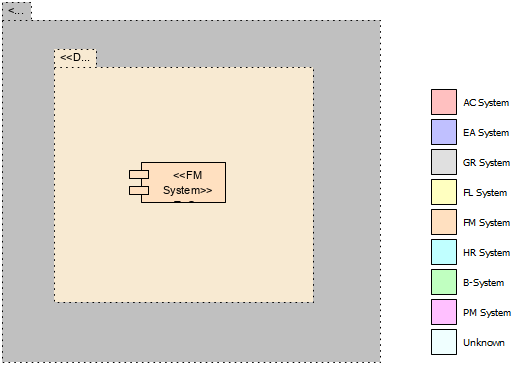 <...
<<D...
<<FM
System>>
AC System
EA System
GR System
FL System
FM System
HR System
B-System
PM System
Unknown